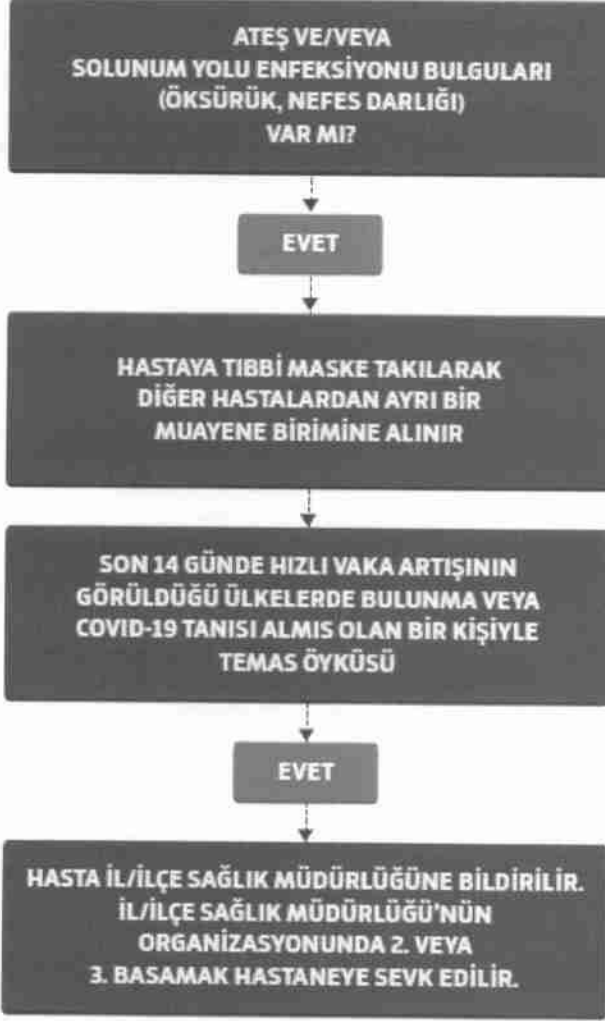 ATEŞ VE/VEYA
SOLUNUM YOLU ENFEKSİYONU BULGULARI
(ÖKSÜRÜK, NEFES DARLIĞI)
VAR MI?
EVET
HASTAYA TIBBİ MASKE TAKILARAK
DİĞER HASTALARDAN AYRI BİR
MUAYENE BİRİMİNE ALINIR
SON 14 GÜNDE HIZLI VAKA ARTIŞININ
GÖRÜLDÜĞÜ ÜLKELERDE BULUNMA VEYA
COVID-19 TANISI ALMIS OLAN BİR KİŞİYLE
TEMAS ÖYKÜSÜ
EVET
HASTA İL/İLÇE SAĞLIK MÜDÜRLÜĞÜNE BİLDİRİLİR.
İL/İLÇE SAĞLIK MÜDÜRLÜĞÜ'NÜN
ORGANİZASYONUNDA 2. VEYA
3. BASAMAK HASTANEYE SEVK EDİLİR.